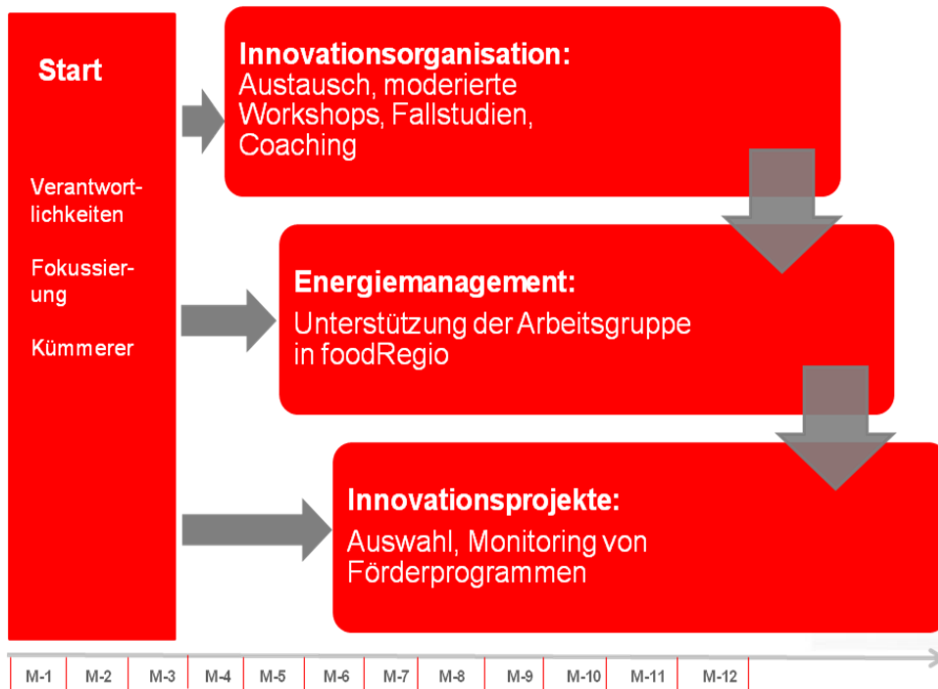 Start
Verantwort-
lichkeiten
Fokussier-
ung
Kümmerer
Innovationsorganisation:
Austausch, moderierte
Workshops, Fallstudien,
Coaching
Energiemanagement:
Unterstützung der Arbeitsgruppe
in foodRegio
Innovationsprojekte:
Auswahl, Monitoring von
Förderprogrammen
M-1 M-2 M-3 M-4 M-5 M-6 M-7 M-8 M-9 M-10 M-11 M-12